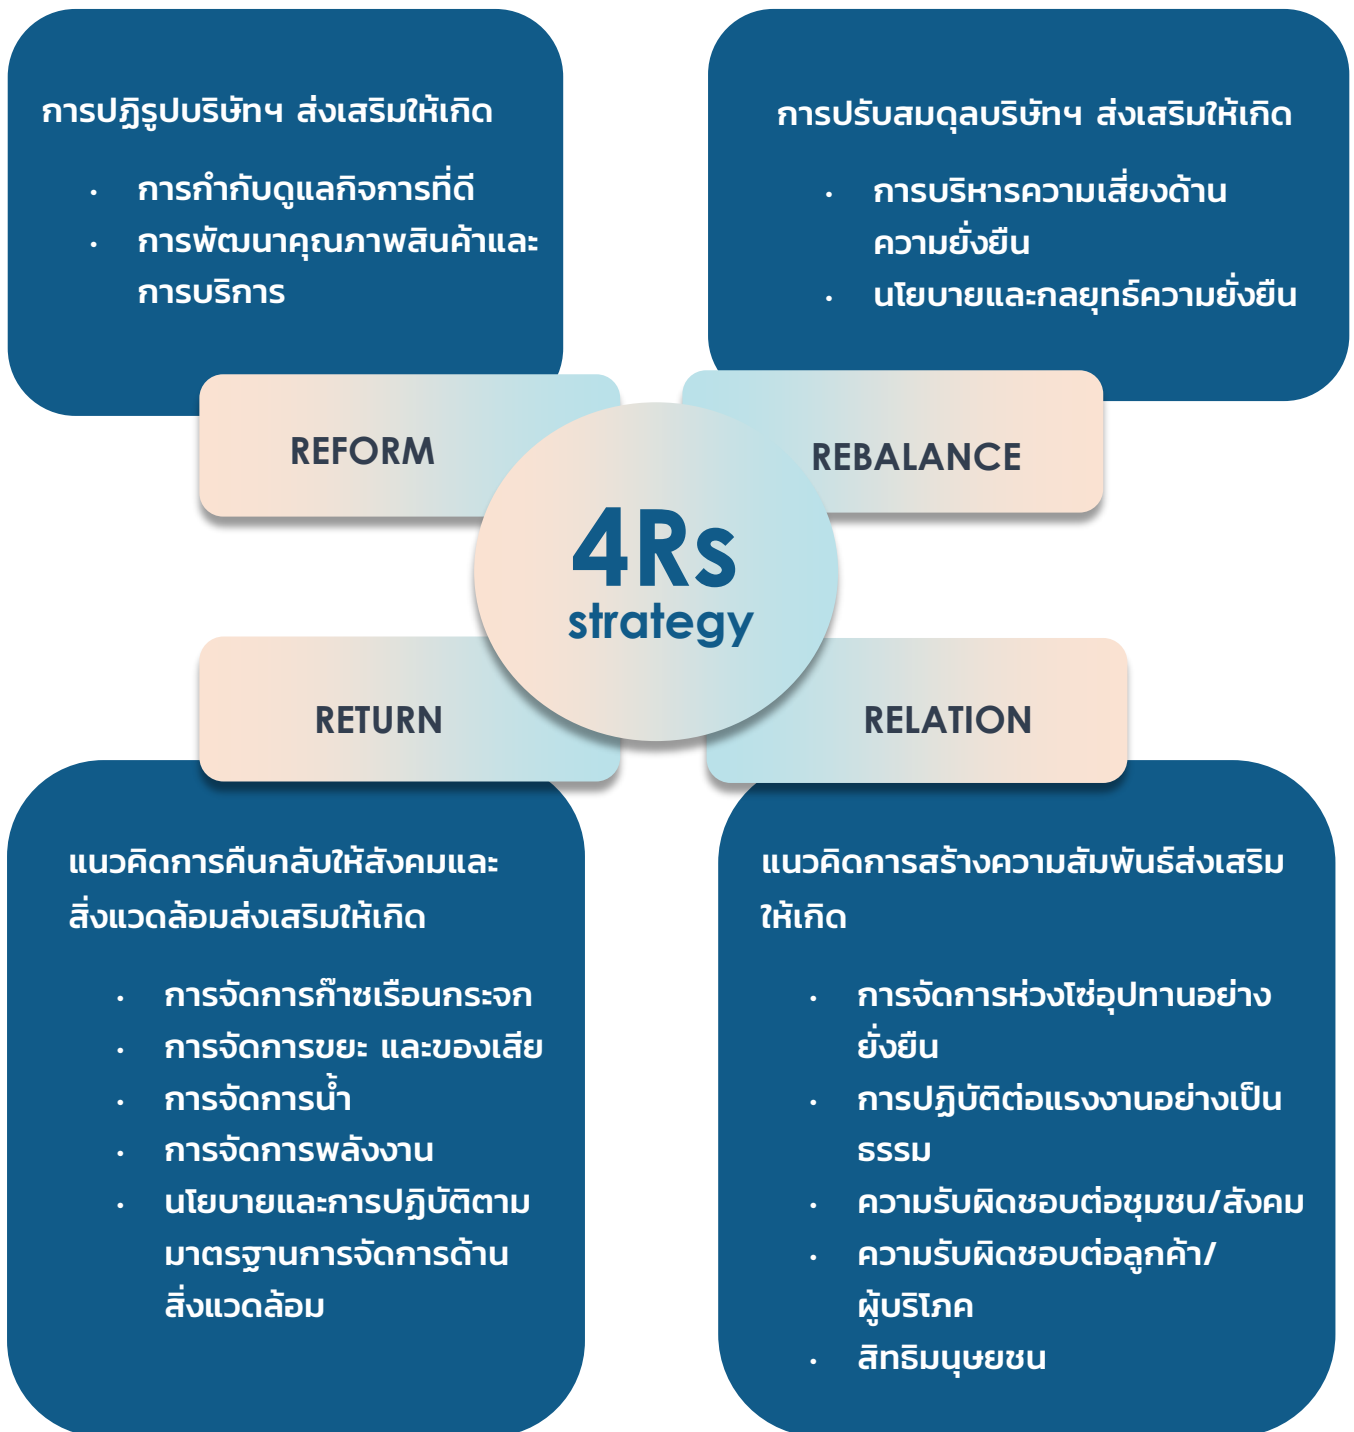 การปฏิรูปบริษัทฯ ส่งเสริมให้เกิด
• การกำกับดูแลกิจการที่ดี
• การพัฒนาคุณภาพสินค้าและ
การบริการ
REFORM
การปรับสมดุลบริษัทฯ ส่งเสริมให้เกิด
• การบริหารความเสี่ยงด้าน
ความยั่งยืน
• นโยบายและกลยุทธ์ความยั่งยืน
REBALANCE
4Rs
strategy
RETURN
แนวคิดการคืนกลับให้สังคมและ
สิ่งแวดล้อมส่งเสริมให้เกิด
• การจัดการก๊าซเรือนกระจก
• การจัดการขยะ และของเสีย
• การจัดการน้ำ
• การจัดการพลังงาน
• นโยบายและการปฏิบัติตาม
มาตรฐานการจัดการด้าน
สิ่งแวดล้อม
RELATION
แนวคิดการสร้างความสัมพันธ์ส่งเสริม
ให้เกิด
• การจัดการห่วงโซ่อุปทานอย่าง
ยั่งยืน
• การปฏิบัติต่อแรงงานอย่างเป็น
ธรรม
• ความรับผิดชอบต่อชุมชน/สังคม
• ความรับผิดชอบต่อลูกค้า/
ผู้บริโภค
• สิทธิมนุษยชน